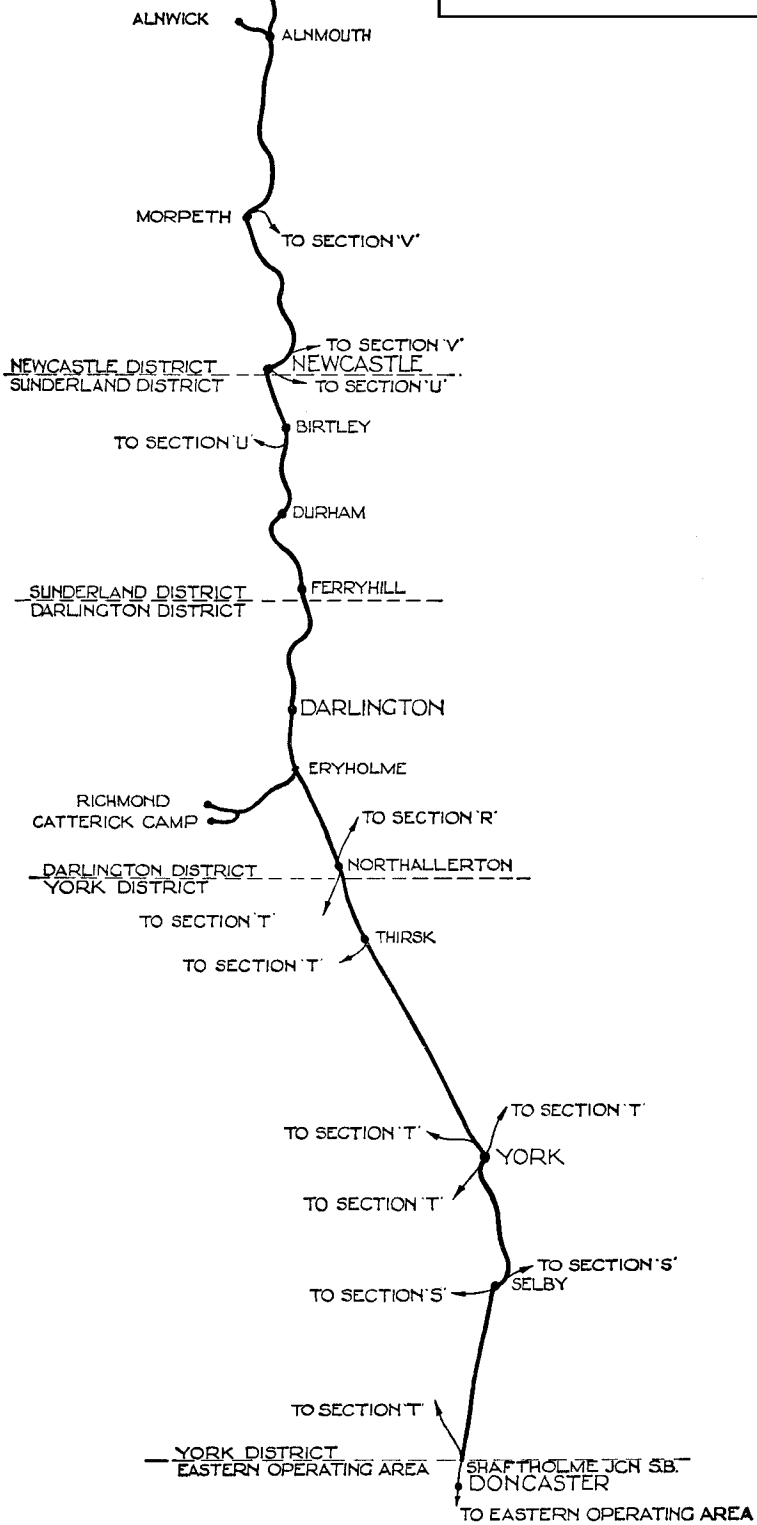 ALNWICK
ALNMOUTH
MORPETH
TO SECTION 'V'
TO SECTION 'V'
NEWCASTLE DISTRICT
NEWCASTLE
SUNDERLAND DISTRICT
TO SECTION 'U'
BIRTLEY
TO SECTION 'U'
DURHAM
FERRYHILL
SUNDERLAND DISTRICT
DARLINGTON DISTRICT
DARLINGTON
ERYHOLME
RICHMOND
CATTERICK CAMP
TO SECTION 'R'
NORTHALLERTON
DARLINGTON DISTRICT
YORK DISTRICT
TO SECTION 'T'
THIRSK
TO SECTION 'T'
TO SECTION 'T'
TO SECTION 'T'
YORK
TO SECTION 'T'
TO SECTION 'S'
SELBY
TO SECTION 'S'
TO SECTION 'T'
YORK DISTRICT
EASTERN OPERATING AREA
SHAFTHOLME JCN S.B.
DONCASTER
TO EASTERN OPERATING AREA